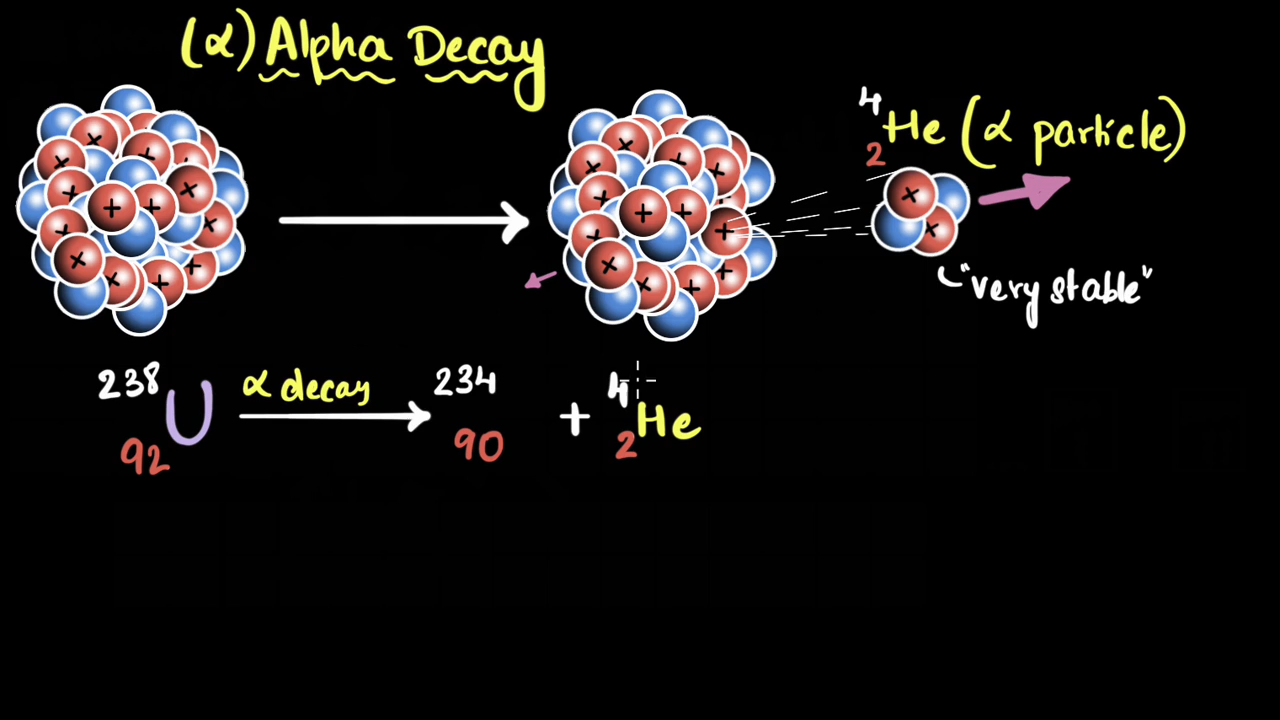 (α) Alpha Decay
4
2 He (α particle)
"very stable"
238
92 U α decay 234
90 + 4
2 He